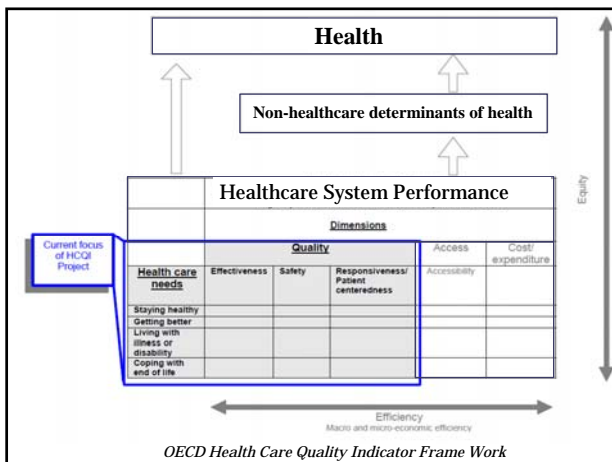 Health
Non-healthcare determinants of health
Healthcare System Performance
Dimensions
Current focus
of HCQI
Project
Quality
Access
Cost/
expenditure
Health care
needs
Effectiveness
Safety
Responsiveness/
Patient
centeredness
Accessibility
Staying healthy
Getting better
Living with
illness or
disability
Coping with
end of life
Equity
Efficiency
Macro and micro-economic efficiency
OECD Health Care Quality Indicator Frame Work